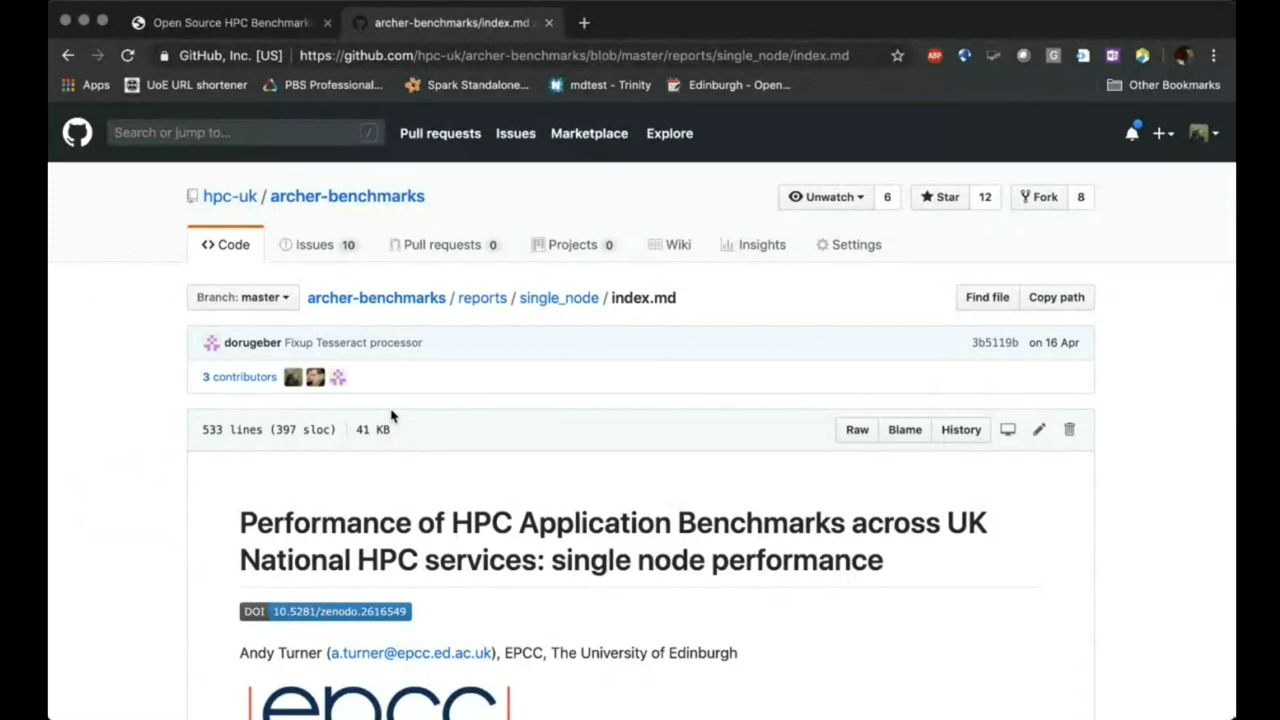 Open Source HPC Benchmark
archer-benchmarks/index.md
GitHub, Inc. [US] https://github.com/hpc-uk/archer-benchmarks/blob/master/reports/single_node/index.md
Apps UoE URL shortener PBS Professional... Spark Standalone... mdtest - Trinity Edinburgh - Open... Other Bookmarks
Search or jump to... / Pull requests Issues Marketplace Explore
hpc-uk / archer-benchmarks Unwatch 6 Star 12 Fork 8
Code Issues 10 Pull requests 0 Projects 0 Wiki Insights Settings
Branch: master archer-benchmarks / reports / single_node / index.md Find file Copy path
dorugeber Fixup Tesseract processor 3b5119b on 16 Apr
3 contributors
533 lines (397 sloc) 41 KB Raw Blame History
Performance of HPC Application Benchmarks across UK
National HPC services: single node performance
DOI 10.5281/zenodo.2616549
Andy Turner (a.turner@epcc.ed.ac.uk), EPCC, The University of Edinburgh
epcc